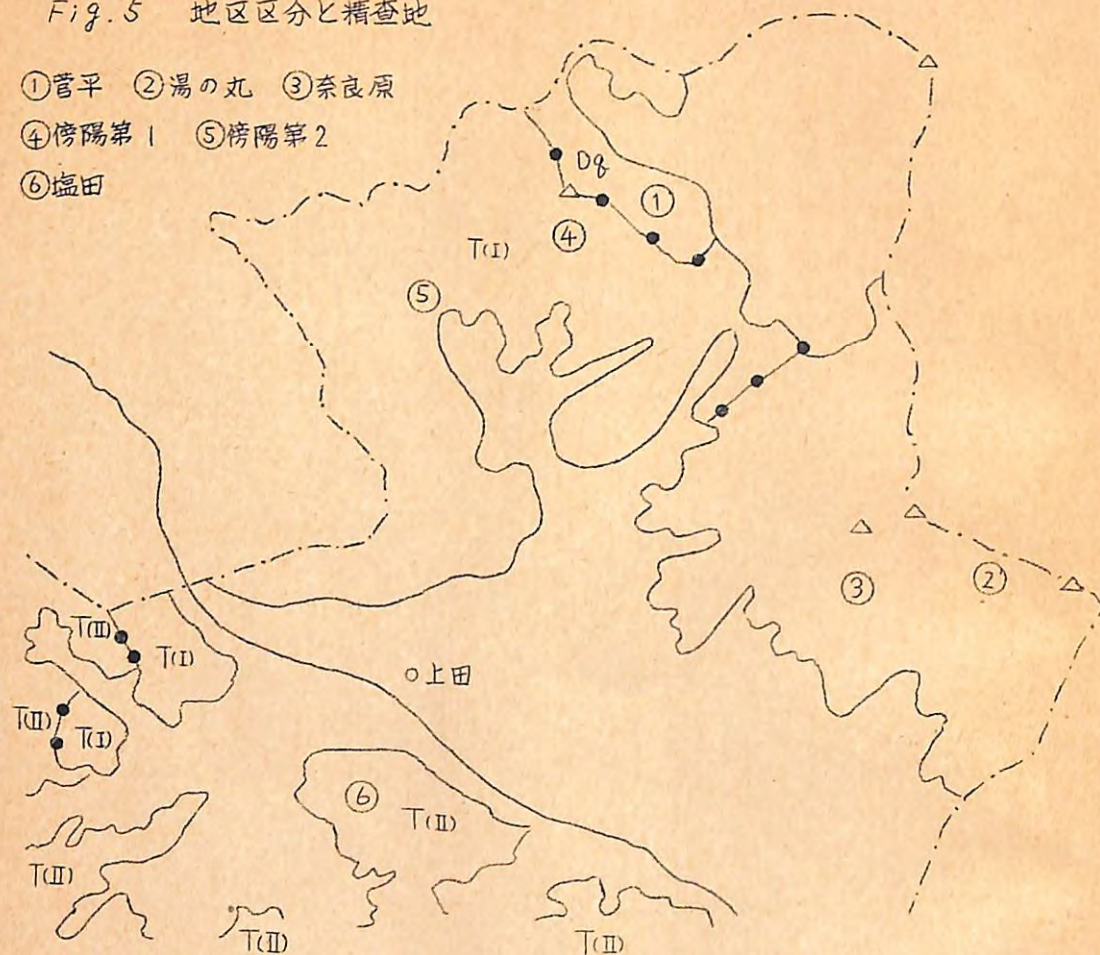 Fig. 5 地区区分と精査地
①菅平 ②湯の丸 ③奈良原
④傍陽第1 ⑤傍陽第2
⑥塩田
Dq
①
④
T(I)
⑤
③
②
T(II)
T(I)
上田
T(II)
T(I)
⑥
T(II)
T(II)
T(II)
T(II)